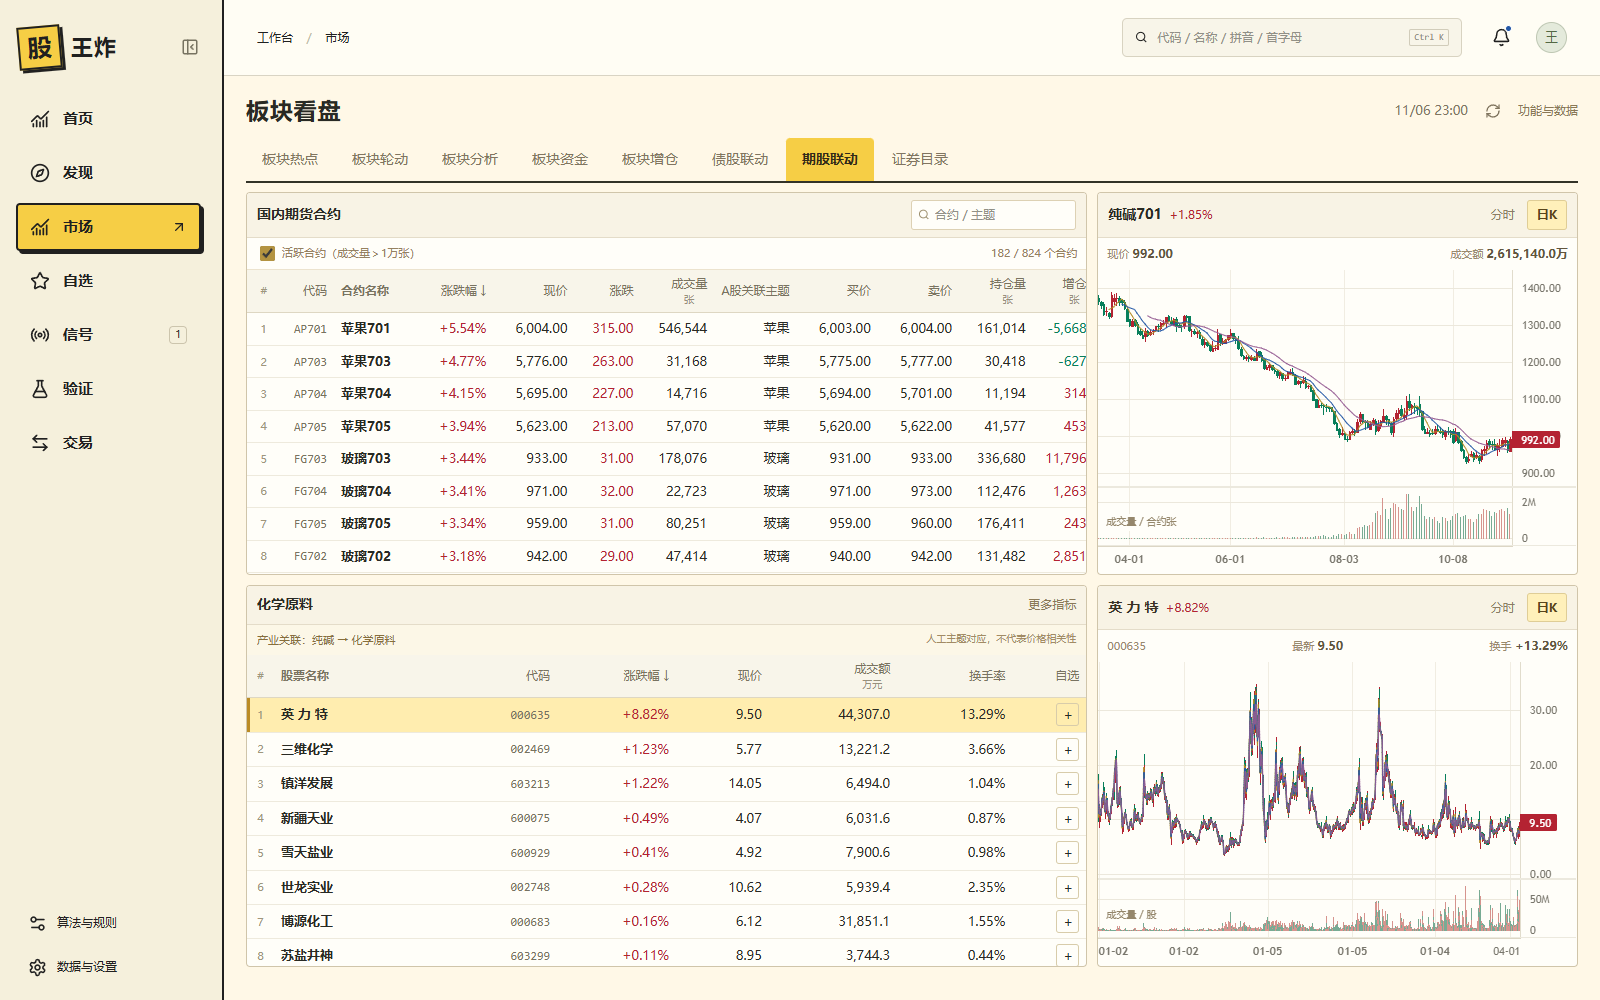 股 王炸
首页
发现
市场
自选
信号 1
验证
交易
算法与规则
数据与设置
工作台 / 市场
代码 / 名称 / 拼音 / 首字母 Ctrl K
王
板块看盘
11/06 23:00 功能与数据
板块热点 板块轮动 板块分析 板块资金 板块增仓 债股联动 期股联动 证券目录
国内期货合约
合约 / 主题
活跃合约（成交量 > 1万张） 182 / 824 个合约
# 代码 合约名称 涨跌幅↓ 现价 涨跌 成交量 张 A股关联主题 买价 卖价 持仓量 张 增仓 张
1 AP701 苹果701 +5.54% 6,004.00 315.00 546,544 苹果 6,003.00 6,004.00 161,014 -5,668
2 AP703 苹果703 +4.77% 5,776.00 263.00 31,168 苹果 5,775.00 5,777.00 30,418 -627
3 AP704 苹果704 +4.15% 5,695.00 227.00 14,716 苹果 5,694.00 5,701.00 11,194 314
4 AP705 苹果705 +3.94% 5,623.00 213.00 57,070 苹果 5,620.00 5,622.00 41,577 453
5 FG703 玻璃703 +3.44% 933.00 31.00 178,076 玻璃 931.00 933.00 336,680 11,796
6 FG704 玻璃704 +3.41% 971.00 32.00 22,723 玻璃 971.00 973.00 112,476 1,263
7 FG705 玻璃705 +3.34% 959.00 31.00 80,251 玻璃 959.00 960.00 176,411 243
8 FG702 玻璃702 +3.18% 942.00 29.00 47,414 玻璃 940.00 942.00 131,482 2,851
纯碱701 +1.85% 分时 日K
现价 992.00 成交额 2,615,140.0万
1400.00
1300.00
1200.00
1100.00
992.00
900.00
成交量 / 合约张
2M
0
04-01 06-01 08-03 10-08
化学原料 更多指标
产业关联：纯碱 → 化学原料 人工主题对应，不代表价格相关性
# 股票名称 代码 涨跌幅↓ 现价 成交额 万元 换手率 自选
1 英 力 特 000635 +8.82% 9.50 44,307.0 13.29% +
2 三维化学 002469 +1.23% 5.77 13,221.2 3.66% +
3 镇洋发展 603213 +1.22% 14.05 6,494.0 1.04% +
4 新疆天业 600075 +0.49% 4.07 6,031.6 0.87% +
5 雪天盐业 600929 +0.41% 4.92 7,900.6 0.98% +
6 世龙实业 002748 +0.28% 10.62 5,939.4 2.35% +
7 博源化工 000683 +0.16% 6.12 31,851.1 1.55% +
8 苏盐井神 603299 +0.11% 8.95 3,744.3 0.44% +
英 力 特 +8.82% 分时 日K
000635 最新 9.50 换手 +13.29%
30.00
20.00
9.50
0.00
成交量 / 股
50M
0
01-02 01-02 01-05 01-05 01-04 04-01